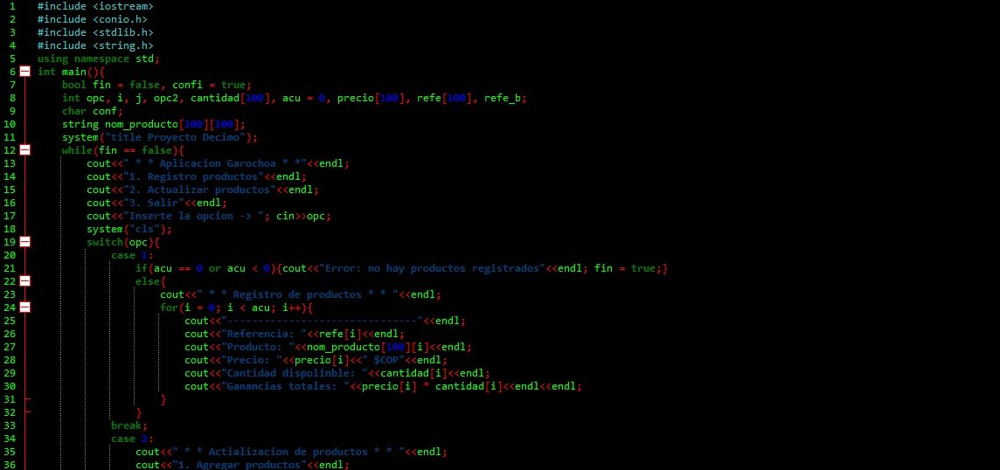 1 #include <iostream>
2 #include <conio.h>
3 #include <stdlib.h>
4 #include <string.h>
5 using namespace std;
6 int main(){
7 bool fin = false, confi = true;
8 int opc, i, j, opc2, cantidad[100], acu = 0, precio[100], refe[100], refe_b;
9 char conf;
10 string nom_producto[100][100];
11 system("title Proyecto Decimo");
12 while(fin == false){
13 cout<<" * * Aplicacion Garochoa * *"<<endl;
14 cout<<"1. Registro productos"<<endl;
15 cout<<"2. Actualizar productos"<<endl;
16 cout<<"3. Salir"<<endl;
17 cout<<"Inserte la opcion -> "; cin>>opc;
18 system("cls");
19 switch(opc){
20 case 1:
21 if(acu == 0 or acu < 0){cout<<"Error: no hay productos registrados"<<endl; fin = true;}
22 else{
23 cout<<" * * Registro de productos * * "<<endl;
24 for(i = 0; i < acu; i++){
25 cout<<"-------------------------------"<<endl;
26 cout<<"Referencia: "<<refe[i]<<endl;
27 cout<<"Producto: "<<nom_producto[100][i]<<endl;
28 cout<<"Precio: "<<precio[i]<<" $COP"<<endl;
29 cout<<"Cantidad dispolinble: "<<cantidad[i]<<endl;
30 cout<<"Ganancias totales: "<<precio[i] * cantidad[i]<<endl<<endl;
31 }
32 }
33 break;
34 case 2:
35 cout<<" * * Actialization de productos * * "<<endl;
36 cout<<"1. Agregar productos"<<endl;